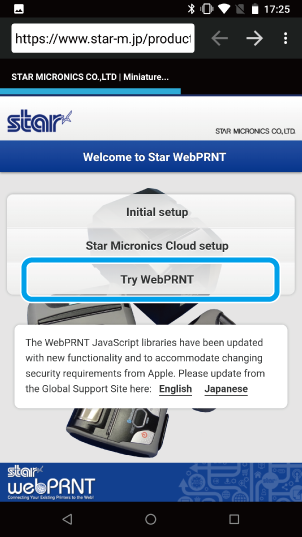 17:25
https://www.star-m.jp/product
STAR MICRONICS CO.,LTD | Miniature...
star
STAR MICRONICS CO.,LTD.
Welcome to Star WebPRNT
Initial setup
Star Micronics Cloud setup
Try WebPRNT
The WebPRNT JavaScript libraries have been updated
with new functionality and to accommodate changing
security requirements from Apple. Please update from
the Global Support Site here: English Japanese
star
webPRNT
Connecting Your Existing Printers to the Web!